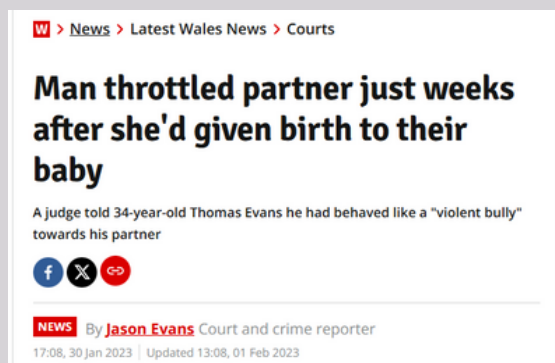 W > News > Latest Wales News > Courts
Man throttled partner just weeks
after she'd given birth to their
baby
A judge told 34-year-old Thomas Evans he had behaved like a "violent bully"
towards his partner
NEWS By Jason Evans Court and crime reporter
17:08, 30 Jan 2023 | Updated 13:08, 01 Feb 2023